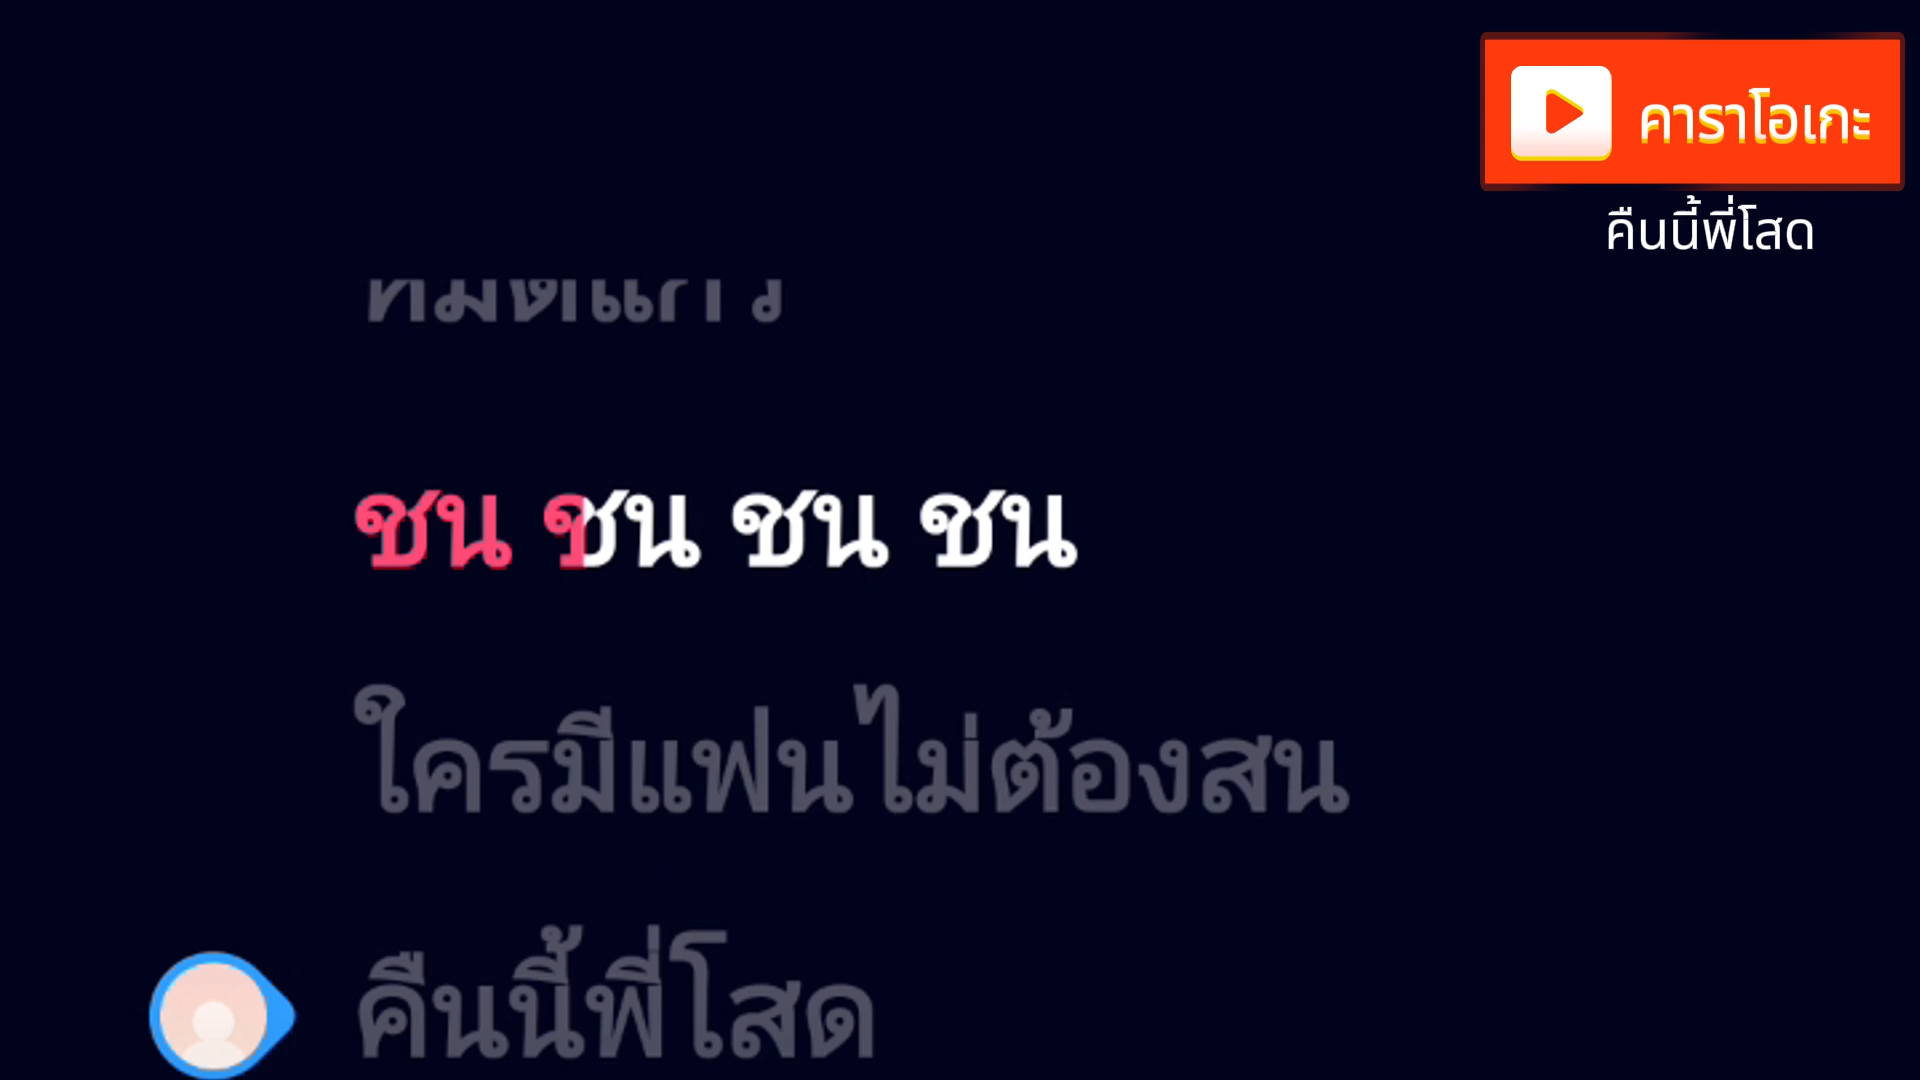 คาราโอเกะ
คืนนี้พี่โสด
ชน ชน ชน ชน
ใครมีแฟนไม่ต้องสน
คืนนี้พี่โสด